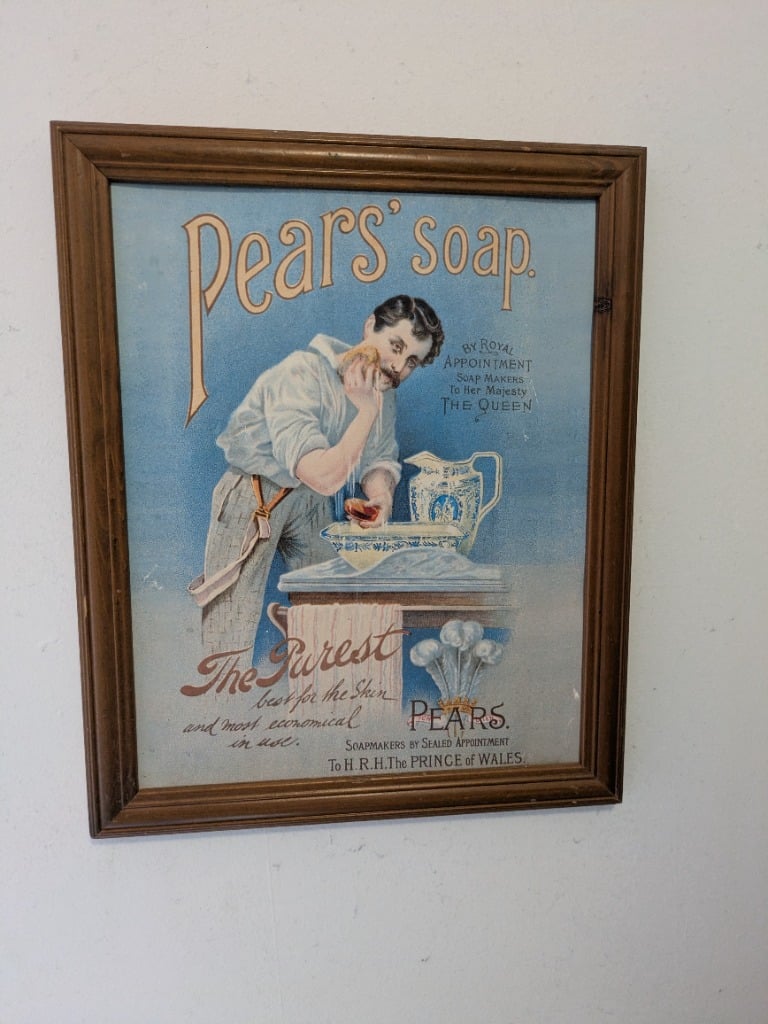 Pears' soap.
By Royal
Appointment
Soap Makers
To Her Majesty
The Queen
The Purest
best for the Skin
and most economical
in use.
PEARS.
Soapmakers by Sealed Appointment
To H.R.H. The PRINCE of WALES.